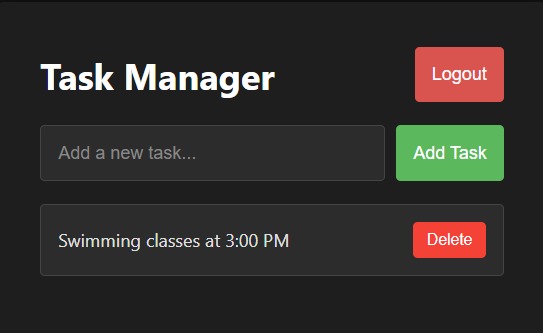 Task Manager
Logout
Add a new task...
Add Task
Swimming classes at 3:00 PM
Delete